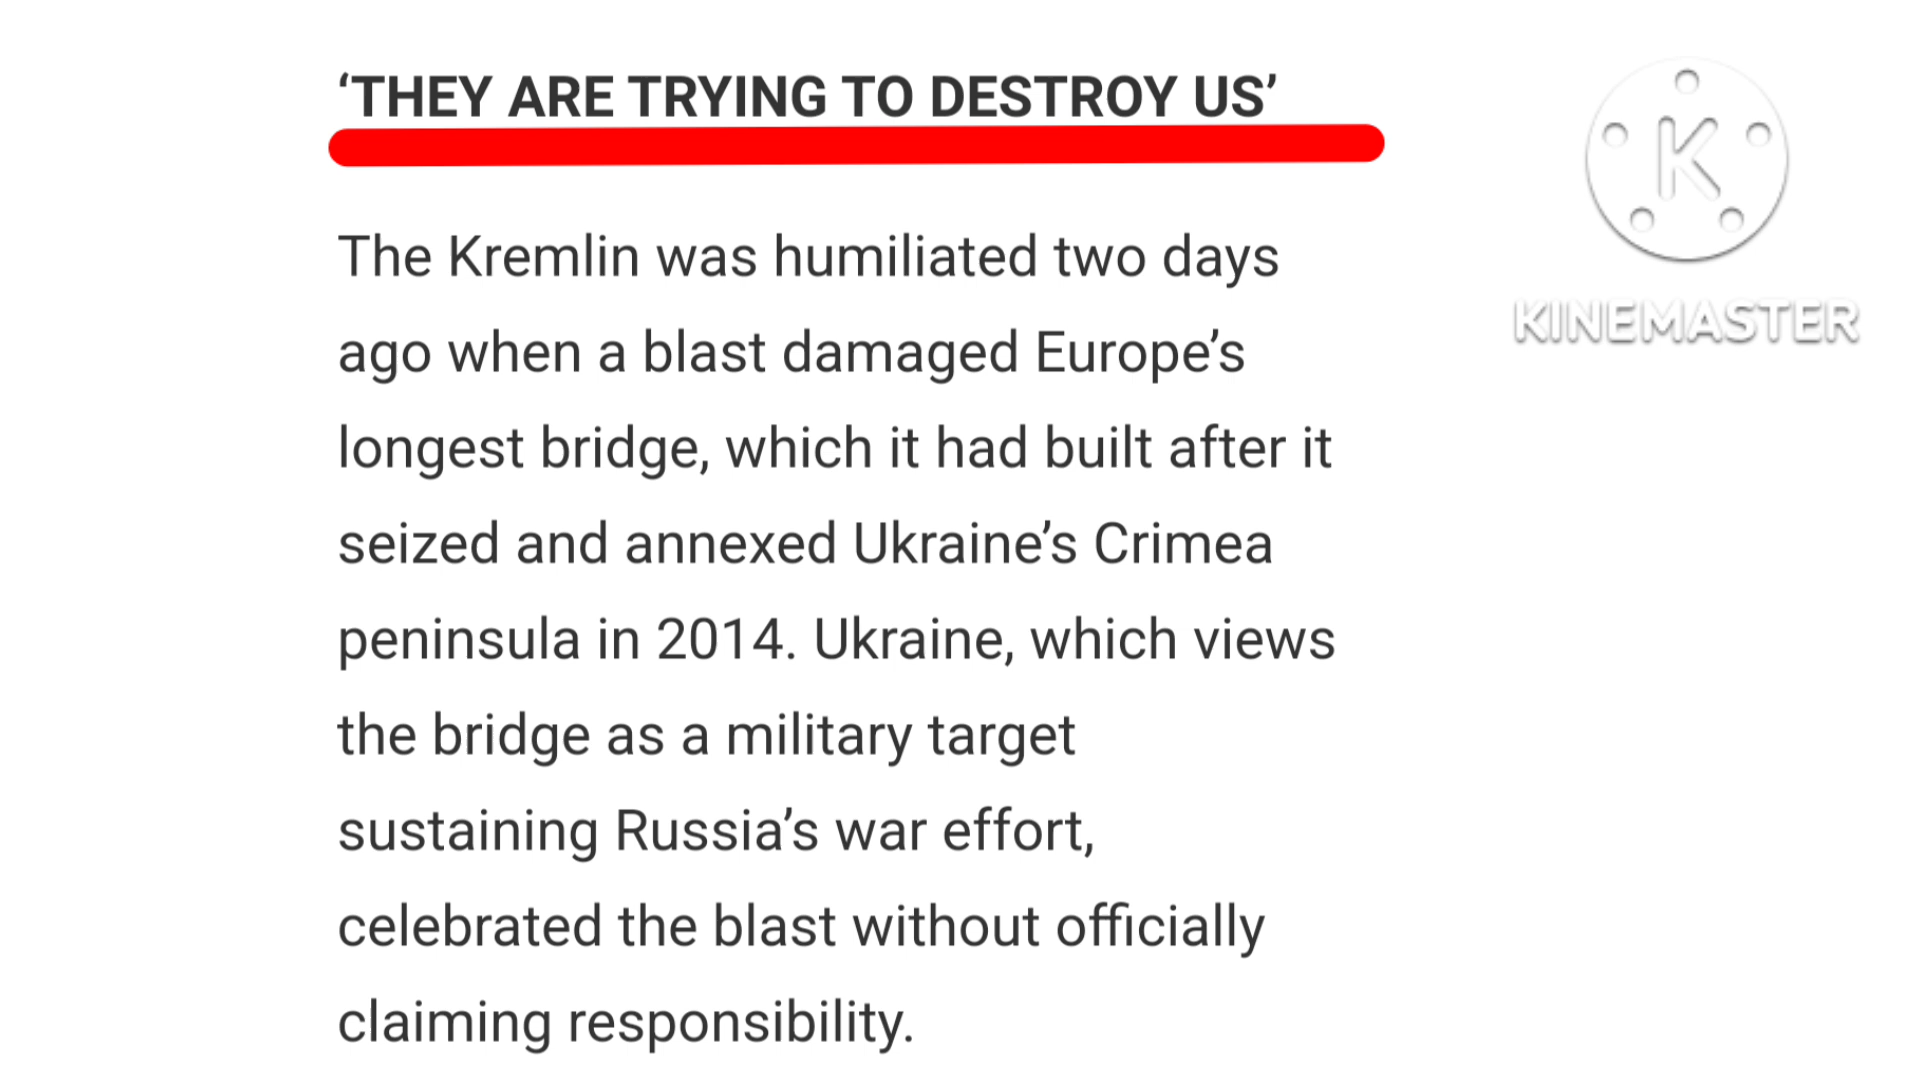 ‘THEY ARE TRYING TO DESTROY US’
The Kremlin was humiliated two days
ago when a blast damaged Europe’s
longest bridge, which it had built after it
seized and annexed Ukraine’s Crimea
peninsula in 2014. Ukraine, which views
the bridge as a military target
sustaining Russia’s war effort,
celebrated the blast without officially
claiming responsibility.
K
KINEMASTER